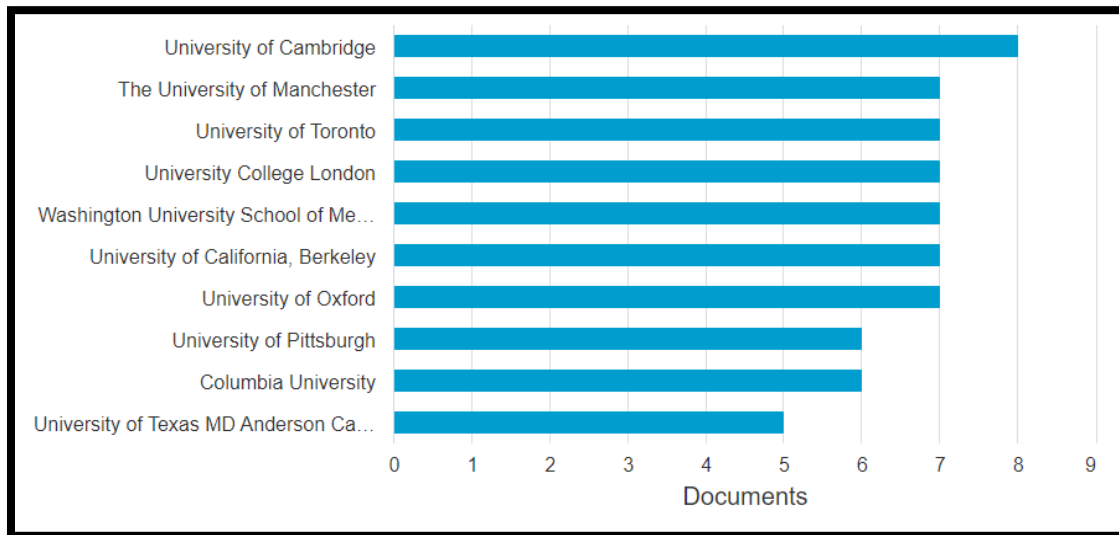 University of Cambridge
The University of Manchester
University of Toronto
University College London
Washington University School of Me...
University of California, Berkeley
University of Oxford
University of Pittsburgh
Columbia University
University of Texas MD Anderson Ca...
0 1 2 3 4 5 6 7 8 9
Documents